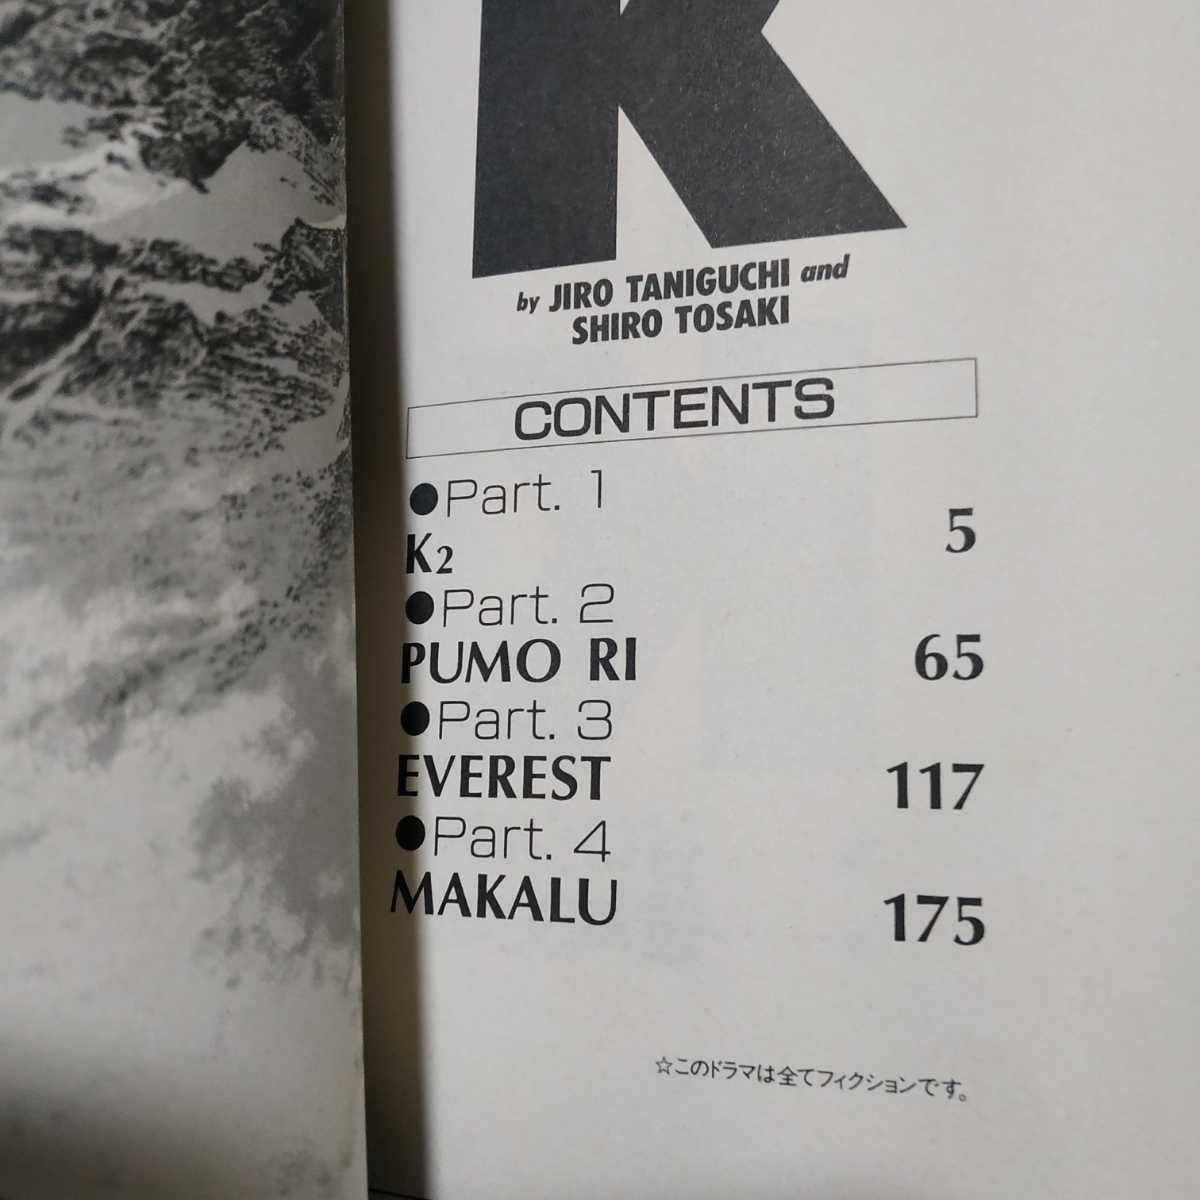 K
by JIRO TANIGUCHI and
SHIRO TOSAKI
CONTENTS
●Part. 1
K2 5
●Part. 2
PUMO RI 65
●Part. 3
EVEREST 117
●Part. 4
MAKALU 175
☆このドラマは全てフィクションです。